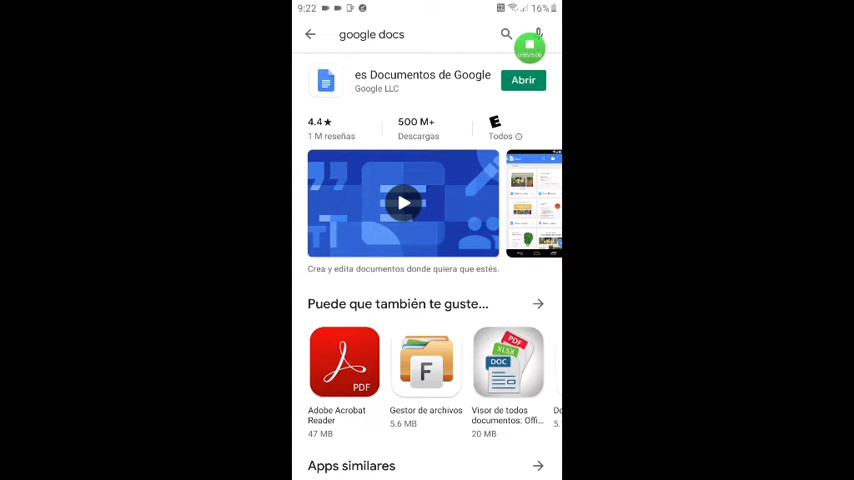 9:22 16%
google docs
es Documentos de Google
Abrir
Google LLC
4.4★ 500 M+ E
1 M reseñas Descargas Todos
Crea y edita documentos donde quiera que estés.
Puede que también te guste...
PDF
F
PDF
XLSX
DOC
Adobe Acrobat
Reader
47 MB
Gestor de archivos
5.6 MB
Visor de todos
documentos: Offi...
20 MB
Apps similares